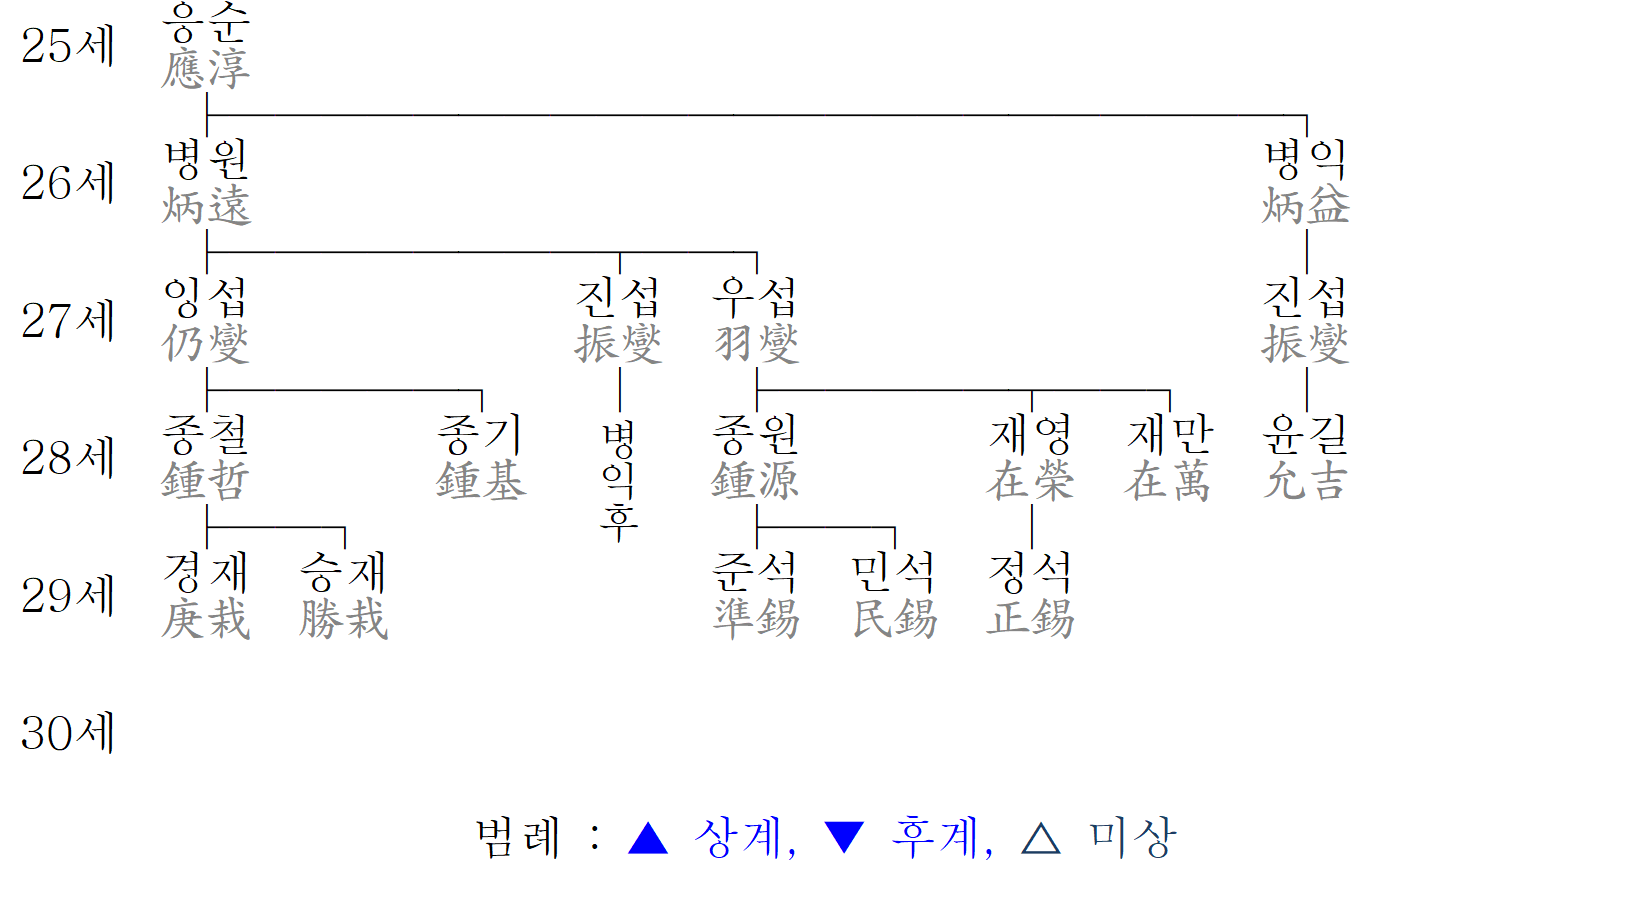 응순
25세
應淳
병원 병익
26세
炳遠 炳益
잉섭 진섭 우섭 진섭
27세
仍燮 振燮 羽燮 振燮
종철 종기 병익후 종원 재영 재만 윤길
28세
鍾哲 鍾基 鍾源 在榮 在萬 允吉
경재 승재 준석 민석 정석
29세
庚栽 勝栽 準錫 民錫 正錫
30세
범례 : ▲ 상계, ▼ 후계, △ 미상